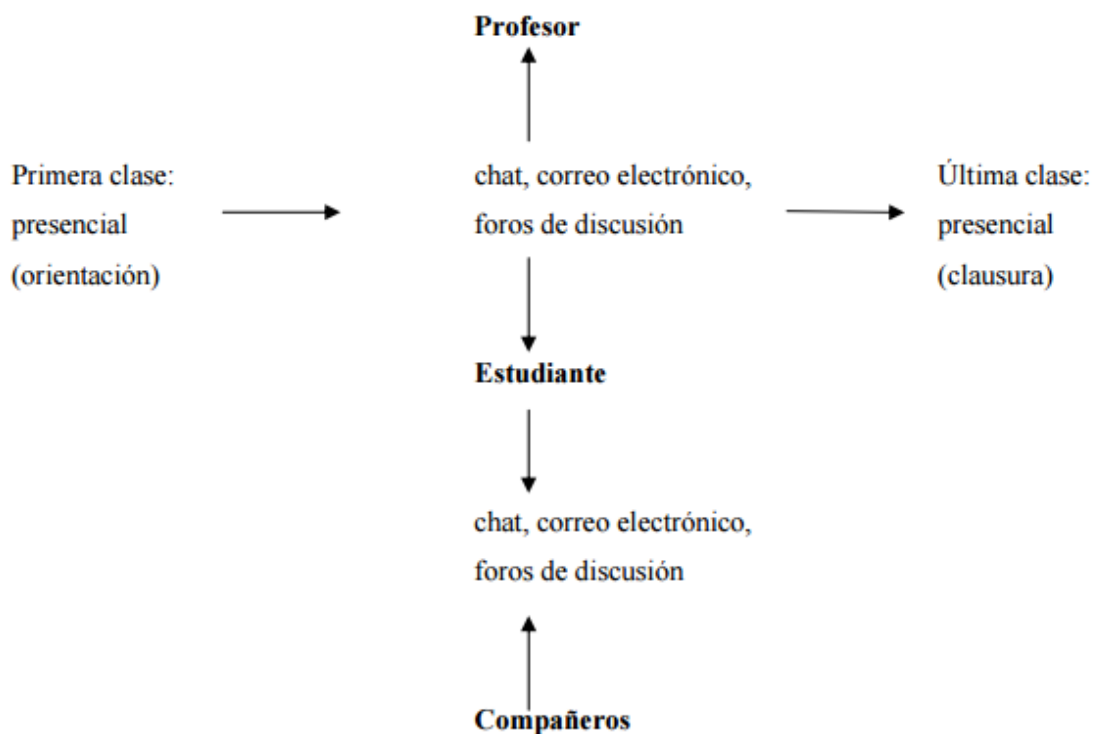 Profesor
Primera clase:
presencial
(orientación)
chat, correo electrónico,
foros de discusión
Última clase:
presencial
(clausura)
Estudiante
chat, correo electrónico,
foros de discusión
Compañeros